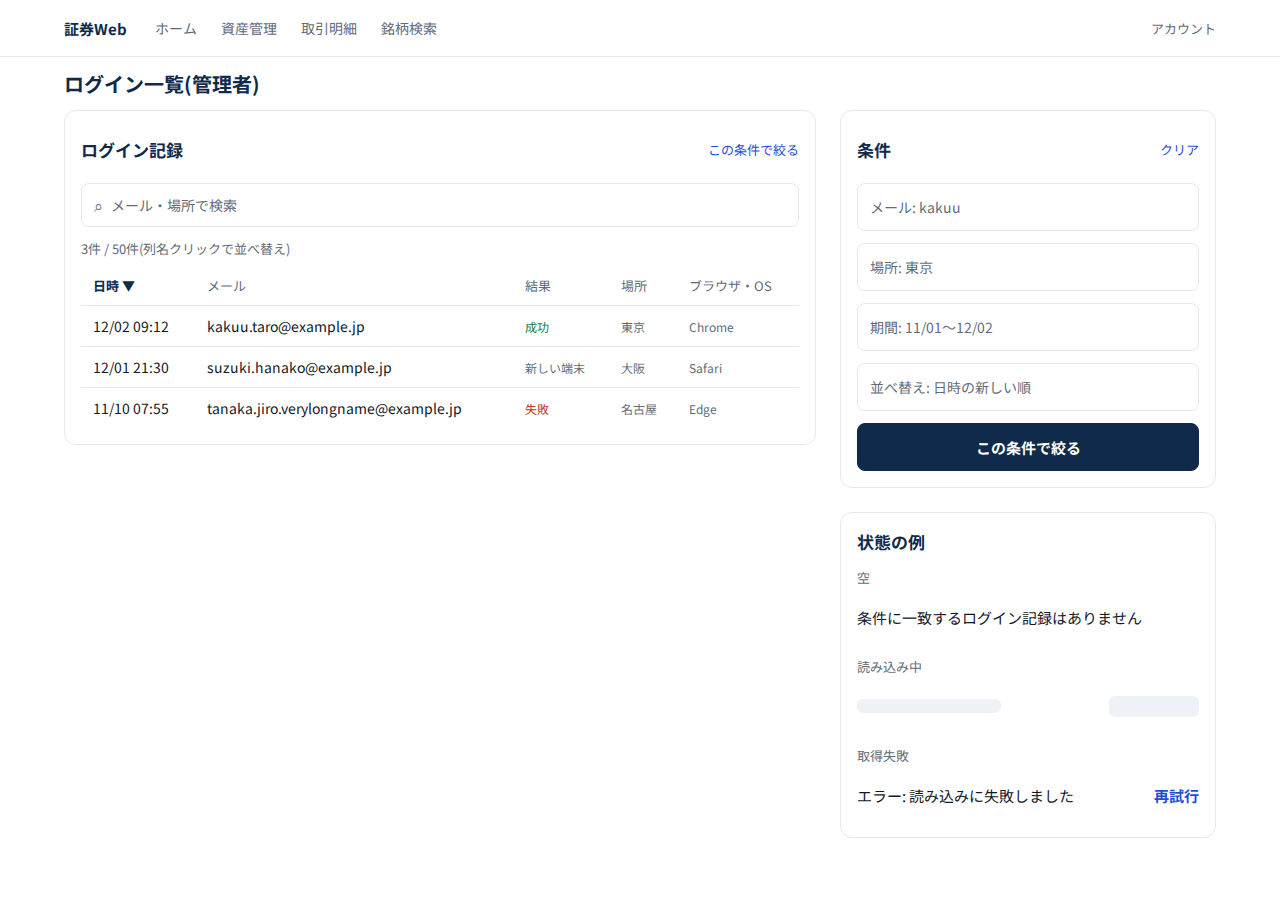 証券Web ホーム 資産管理 取引明細 銘柄検索 アカウント
ログイン一覧(管理者)
ログイン記録 この条件で絞る
⌕ メール・場所で検索
3件 / 50件(列名クリックで並べ替え)
日時▼ メール 結果 場所 ブラウザ・OS
12/02 09:12 kakuu.taro@example.jp 成功 東京 Chrome
12/01 21:30 suzuki.hanako@example.jp 新しい端末 大阪 Safari
11/10 07:55 tanaka.jiro.verylongname@example.jp 失敗 名古屋 Edge
条件 クリア
メール: kakuu
場所: 東京
期間: 11/01〜12/02
並べ替え: 日時の新しい順
この条件で絞る
状態の例
空
条件に一致するログイン記録はありません
読み込み中
取得失敗
エラー: 読み込みに失敗しました 再試行